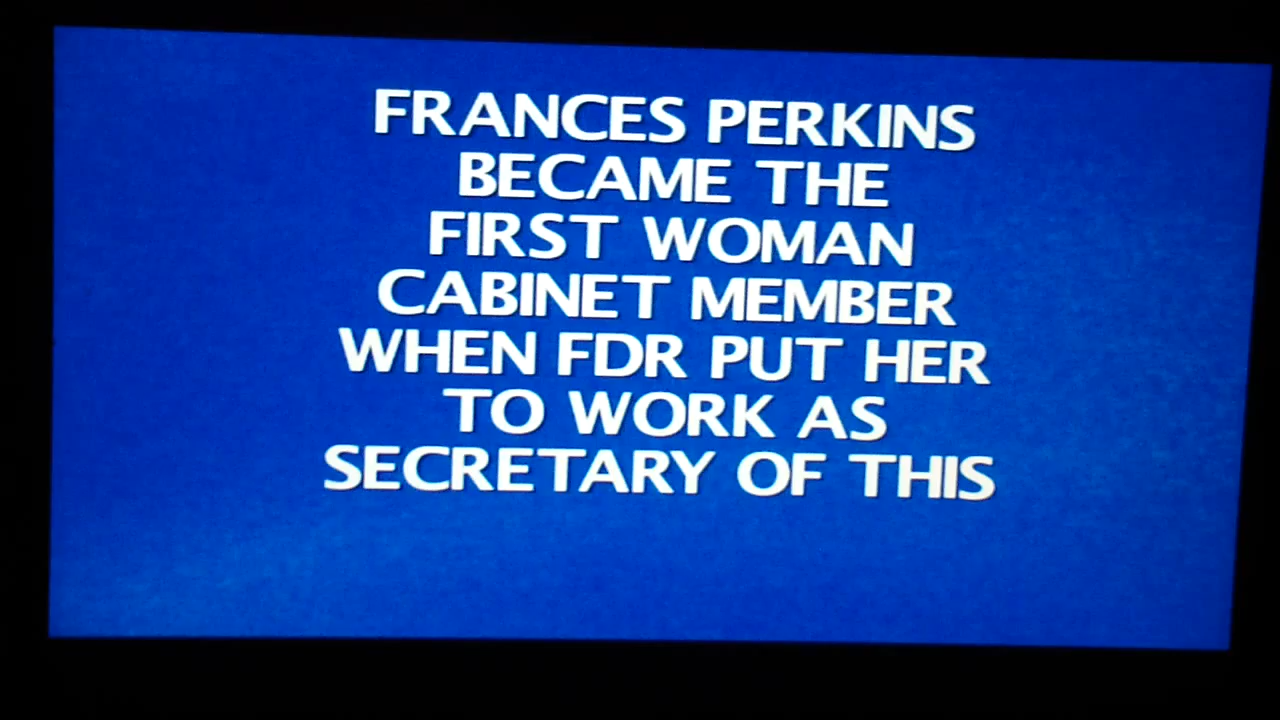 FRANCES PERKINS
BECAME THE
FIRST WOMAN
CABINET MEMBER
WHEN FDR PUT HER
TO WORK AS
SECRETARY OF THIS